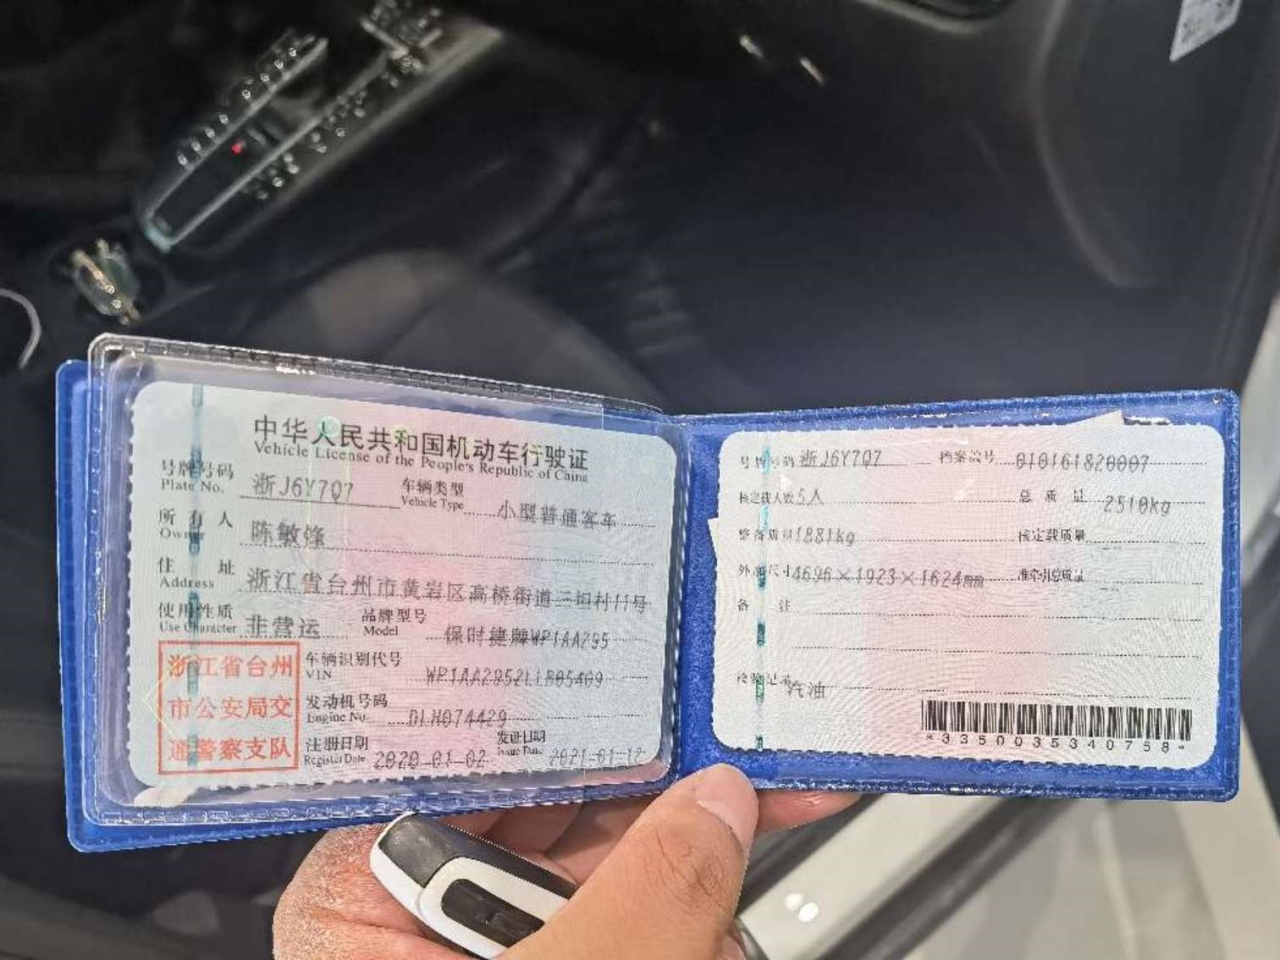 中华人民共和国机动车行驶证
Vehicle License of the People's Republic of China
号牌号码 浙J6Y7Q7 车辆类型 小型普通客车
Plate No. Vehicle Type
所有人 陈敏锋
Owner
住址 浙江省台州市黄岩区高桥街道三 村11号
Address
使用性质 非营运 品牌型号 保时捷牌WP1AA295
Use Character Model
浙江省台州
市公安局交
通警察支队
车辆识别代号 WP1AA2952LLB05409
VIN
发动机号码 DLH074429
Engine No.
注册日期 2020-01-02 发证日期 2021-01-12
Register Date Issue Date
号牌号码 浙J6Y7Q7 档案编号 010161820007
核定载人数 5人 总质量 2510kg
整备质量 1881kg 核定载质量 --
外廓尺寸 4696×1923×1624mm 准牵引总质量 --
备注
检验记录 汽油
*3350035340758*